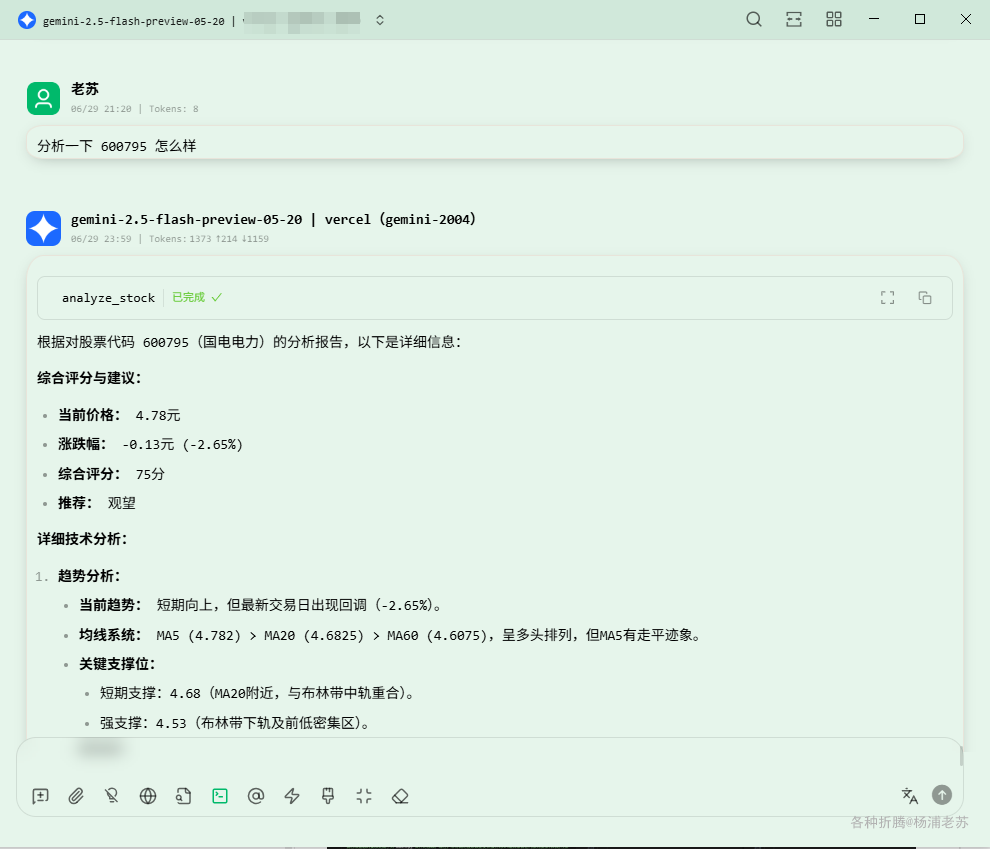 gemini-2.5-flash-preview-05-20 |
老苏
06/29 21:20 | Tokens: 8
分析一下 600795 怎么样
gemini-2.5-flash-preview-05-20 | vercel (gemini-2004)
06/29 23:59 | Tokens: 1373 ↑214 ↓1159
analyze_stock 已完成 ✓
根据对股票代码 600795（国电电力）的分析报告，以下是详细信息：
综合评分与建议：
• 当前价格： 4.78元
• 涨跌幅： -0.13元 (-2.65%)
• 综合评分： 75分
• 推荐： 观望
详细技术分析：
1. 趋势分析：
• 当前趋势： 短期向上，但最新交易日出现回调（-2.65%）。
• 均线系统： MA5 (4.782) > MA20 (4.6825) > MA60 (4.6075)，呈多头排列，但MA5有走平迹象。
• 关键支撑位：
• 短期支撑：4.68（MA20附近，与布林带中轨重合）。
• 强支撑：4.53（布林带下轨及前低密集区）。
各种折腾@杨浦老苏